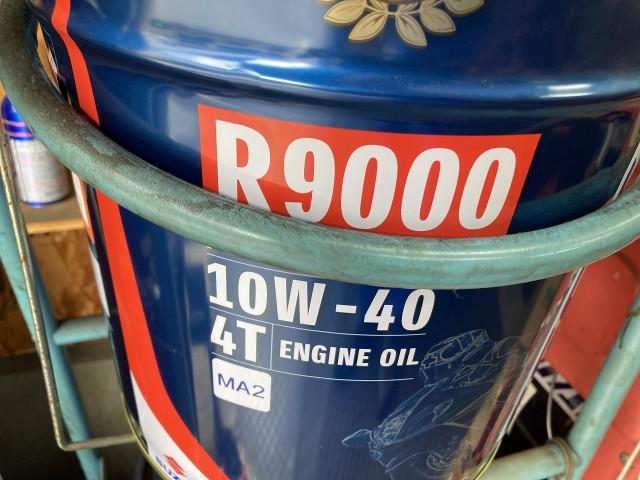 R9000
10W-40
4T ENGINE OIL
MA2